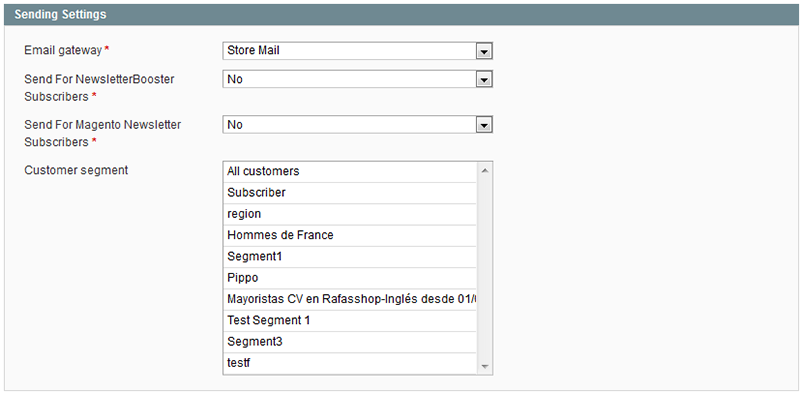 Sending Settings
Email gateway *
Store Mail
Send For NewsletterBooster
Subscribers *
No
Send For Magento Newsletter
Subscribers *
No
Customer segment
All customers
Subscriber
region
Hommes de France
Segment1
Pippo
Mayoristas CV en Rafasshop-Inglés desde 01/
Test Segment 1
Segment3
testf